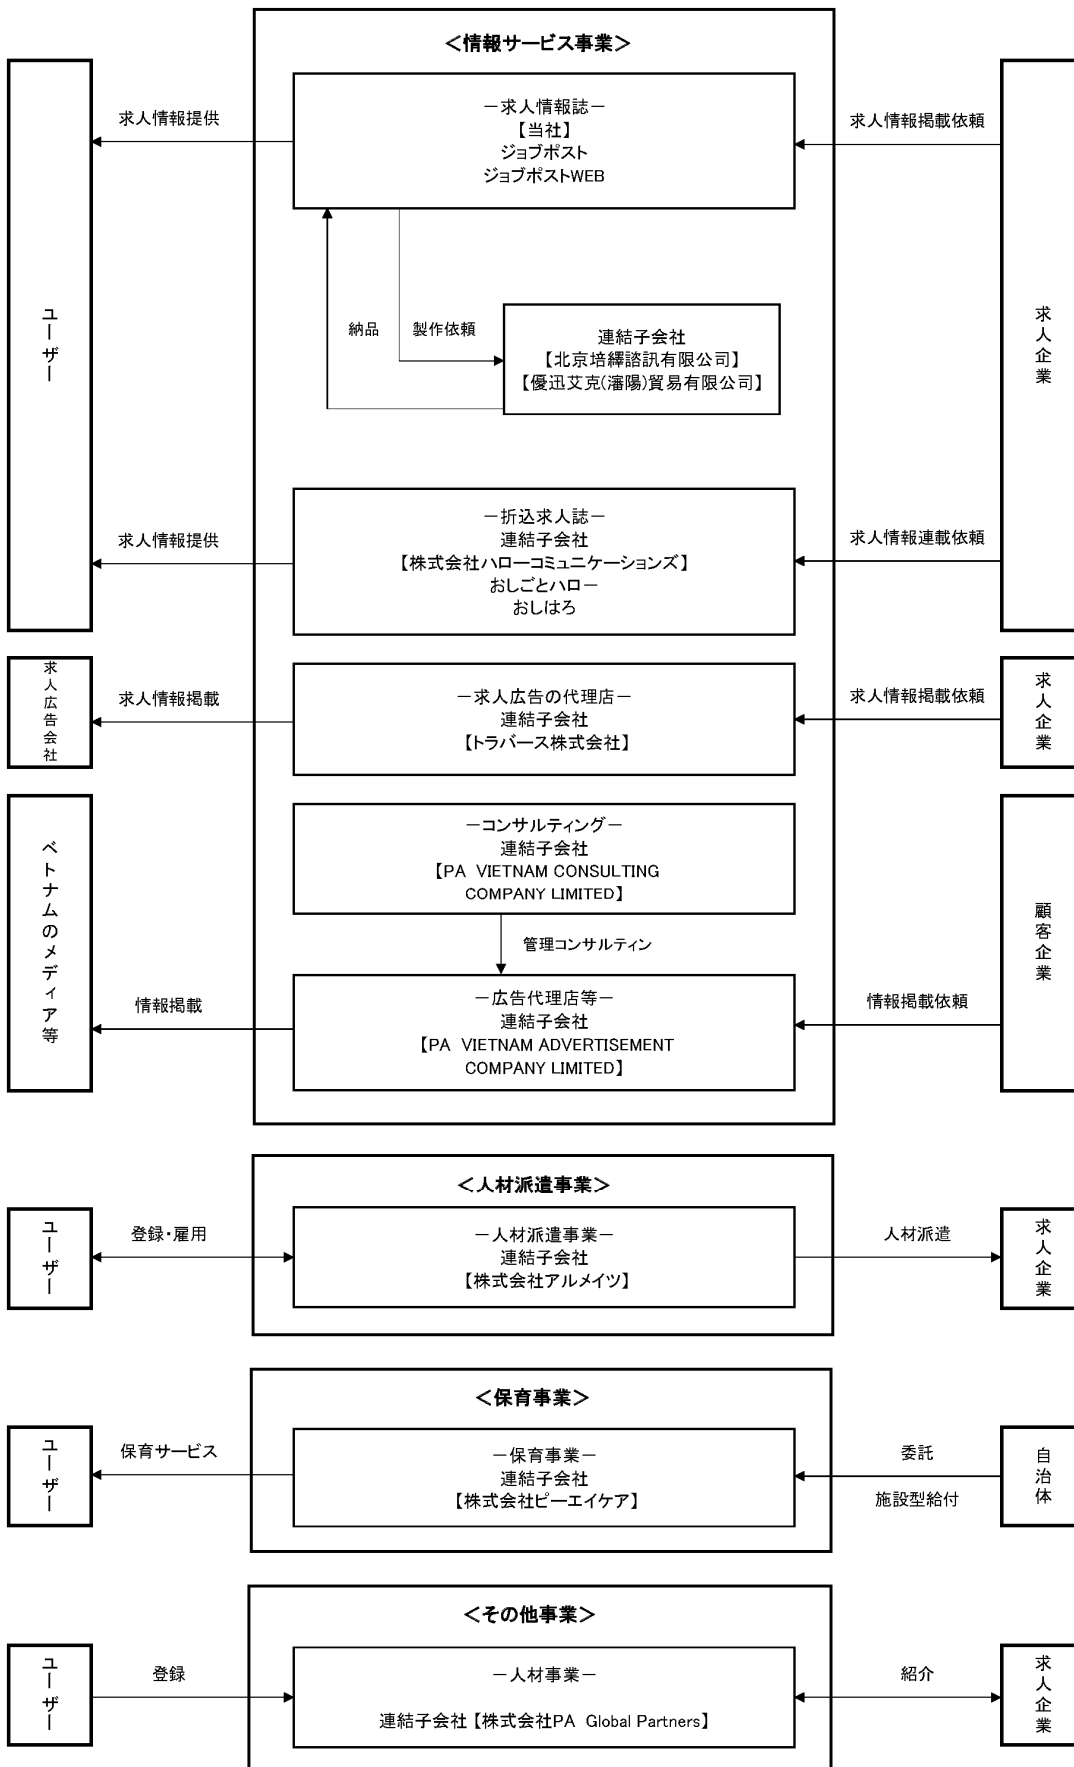 ＜情報サービス事業＞
ユーザー
求人情報提供
－求人情報誌－
【当社】
ジョブポスト
ジョブポストWEB
求人情報掲載依頼
求人企業
納品
製作依頼
連結子会社
【北京培繹諮訊有限公司】
【優迅艾克(瀋陽)貿易有限公司】
求人情報提供
－折込求人誌－
連結子会社
【株式会社ハローコミュニケーションズ】
おしごとハロー
おしはろ
求人情報連載依頼
求人広告会社
求人情報掲載
－求人広告の代理店－
連結子会社
【トラバース株式会社】
求人情報掲載依頼
求人企業
ベトナムのメディア等
－コンサルティング－
連結子会社
【PA VIETNAM CONSULTING
COMPANY LIMITED】
管理コンサルティン
顧客企業
情報掲載
－広告代理店等－
連結子会社
【PA VIETNAM ADVERTISEMENT
COMPANY LIMITED】
情報掲載依頼
＜人材派遣事業＞
ユーザー
登録・雇用
－人材派遣事業－
連結子会社
【株式会社アルメイツ】
人材派遣
求人企業
＜保育事業＞
ユーザー
保育サービス
－保育事業－
連結子会社
【株式会社ピーエイケア】
委託
施設型給付
自治体
＜その他事業＞
ユーザー
登録
－人材事業－
連結子会社【株式会社PA Global Partners】
紹介
求人企業